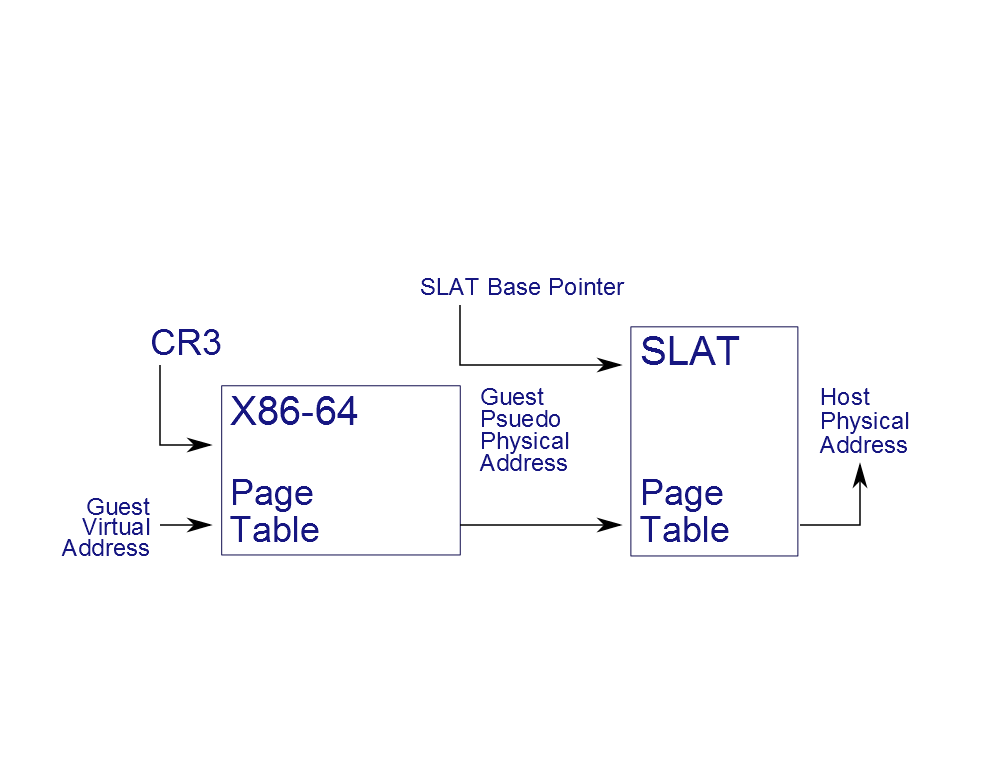 SLAT Base Pointer
CR3
X86-64
Page
Table
Guest
Virtual
Address
Guest
Psuedo
Physical
Address
SLAT
Page
Table
Host
Physical
Address